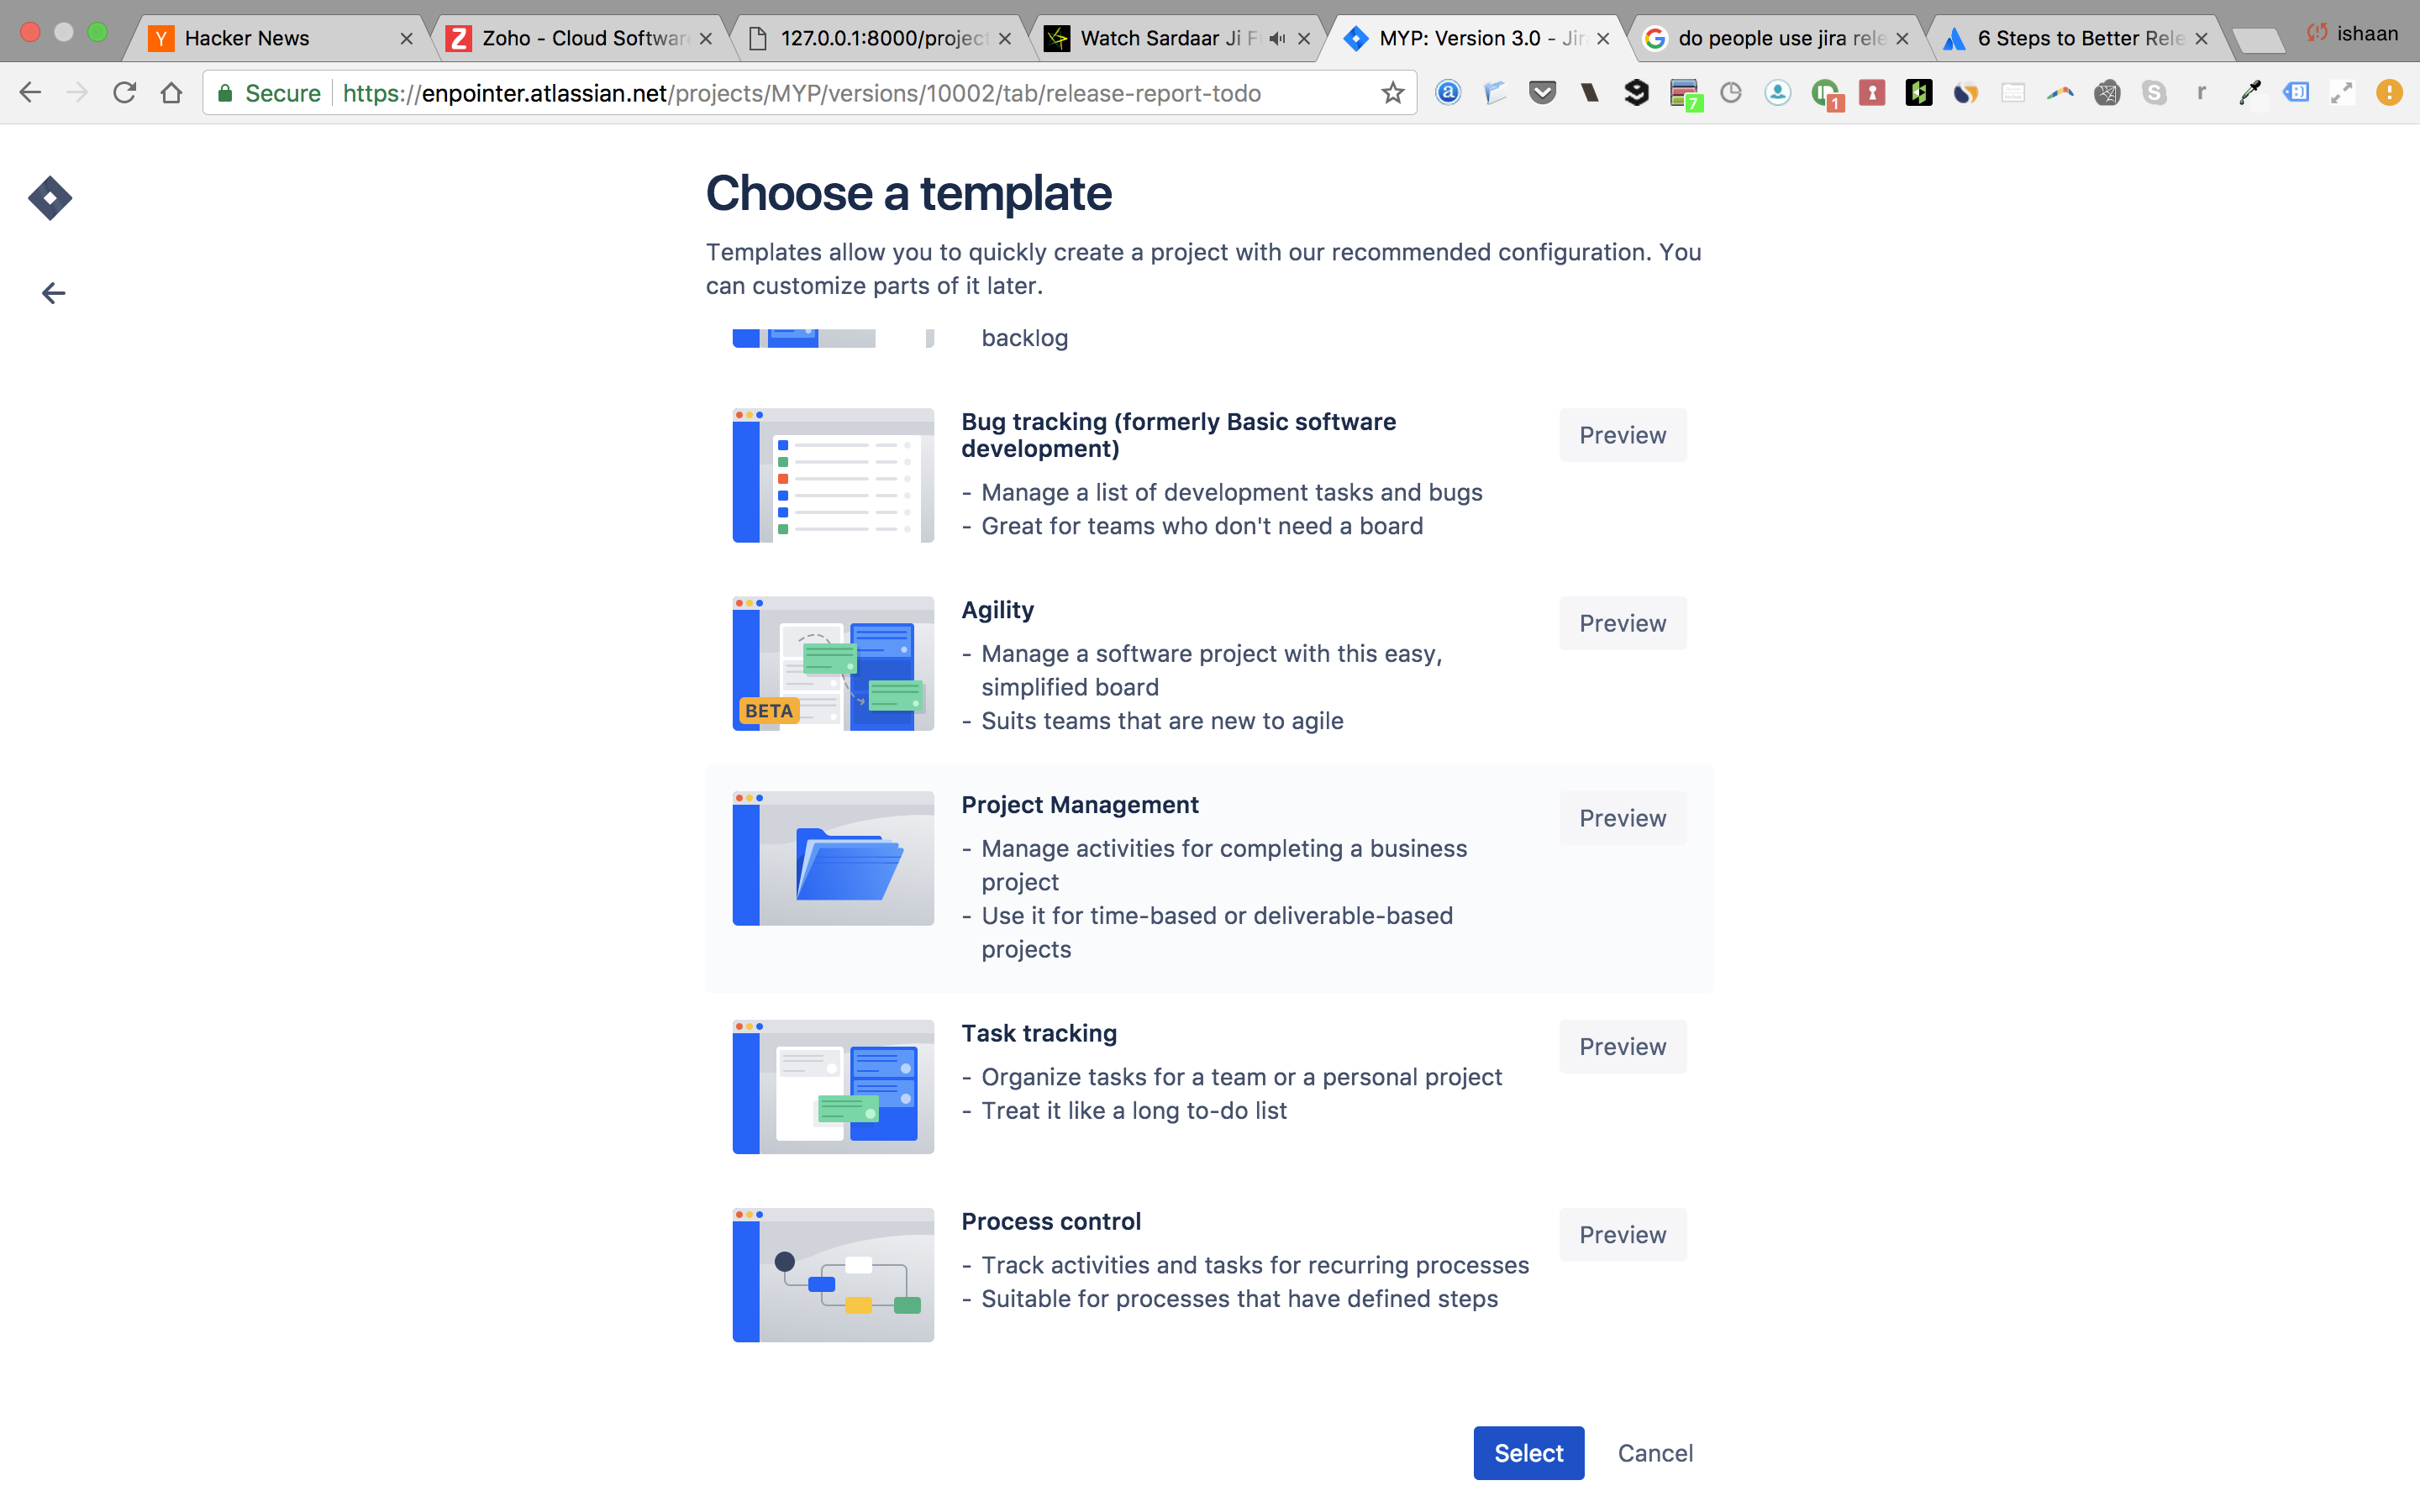 Hacker News
Zoho - Cloud Software
127.0.0.1:8000/project
Watch Sardaar Ji F
MYP: Version 3.0 - Jir
do people use jira rele
6 Steps to Better Rele
ishaan
Secure https://enpointer.atlassian.net/projects/MYP/versions/10002/tab/release-report-todo
7
1
Choose a template
Templates allow you to quickly create a project with our recommended configuration. You
can customize parts of it later.
backlog
Bug tracking (formerly Basic software
development)
Preview
- Manage a list of development tasks and bugs
- Great for teams who don't need a board
Agility
Preview
- Manage a software project with this easy,
simplified board
- Suits teams that are new to agile
BETA
Project Management
Preview
- Manage activities for completing a business
project
- Use it for time-based or deliverable-based
projects
Task tracking
Preview
- Organize tasks for a team or a personal project
- Treat it like a long to-do list
Process control
Preview
- Track activities and tasks for recurring processes
- Suitable for processes that have defined steps
Select
Cancel